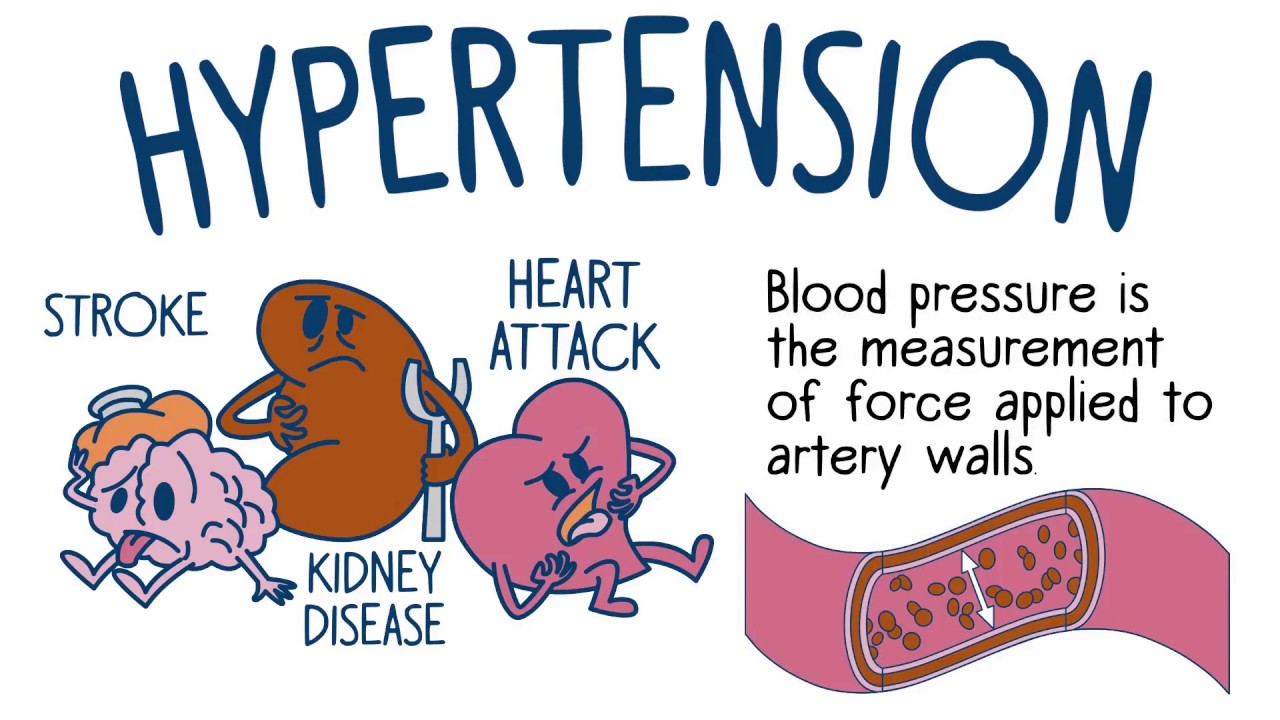 HYPERTENSION
STROKE
HEART
ATTACK
KIDNEY
DISEASE
Blood pressure is
the measurement
of force applied to
artery walls.